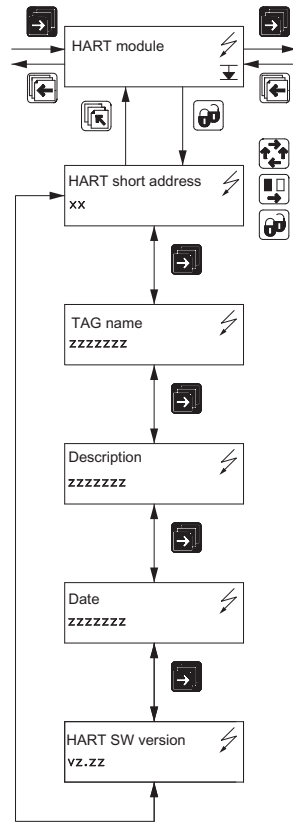 HART module
HART short address
xx
TAG name
zzzzzzz
Description
zzzzzzz
Date
zzzzzzz
HART SW version
vz.zz